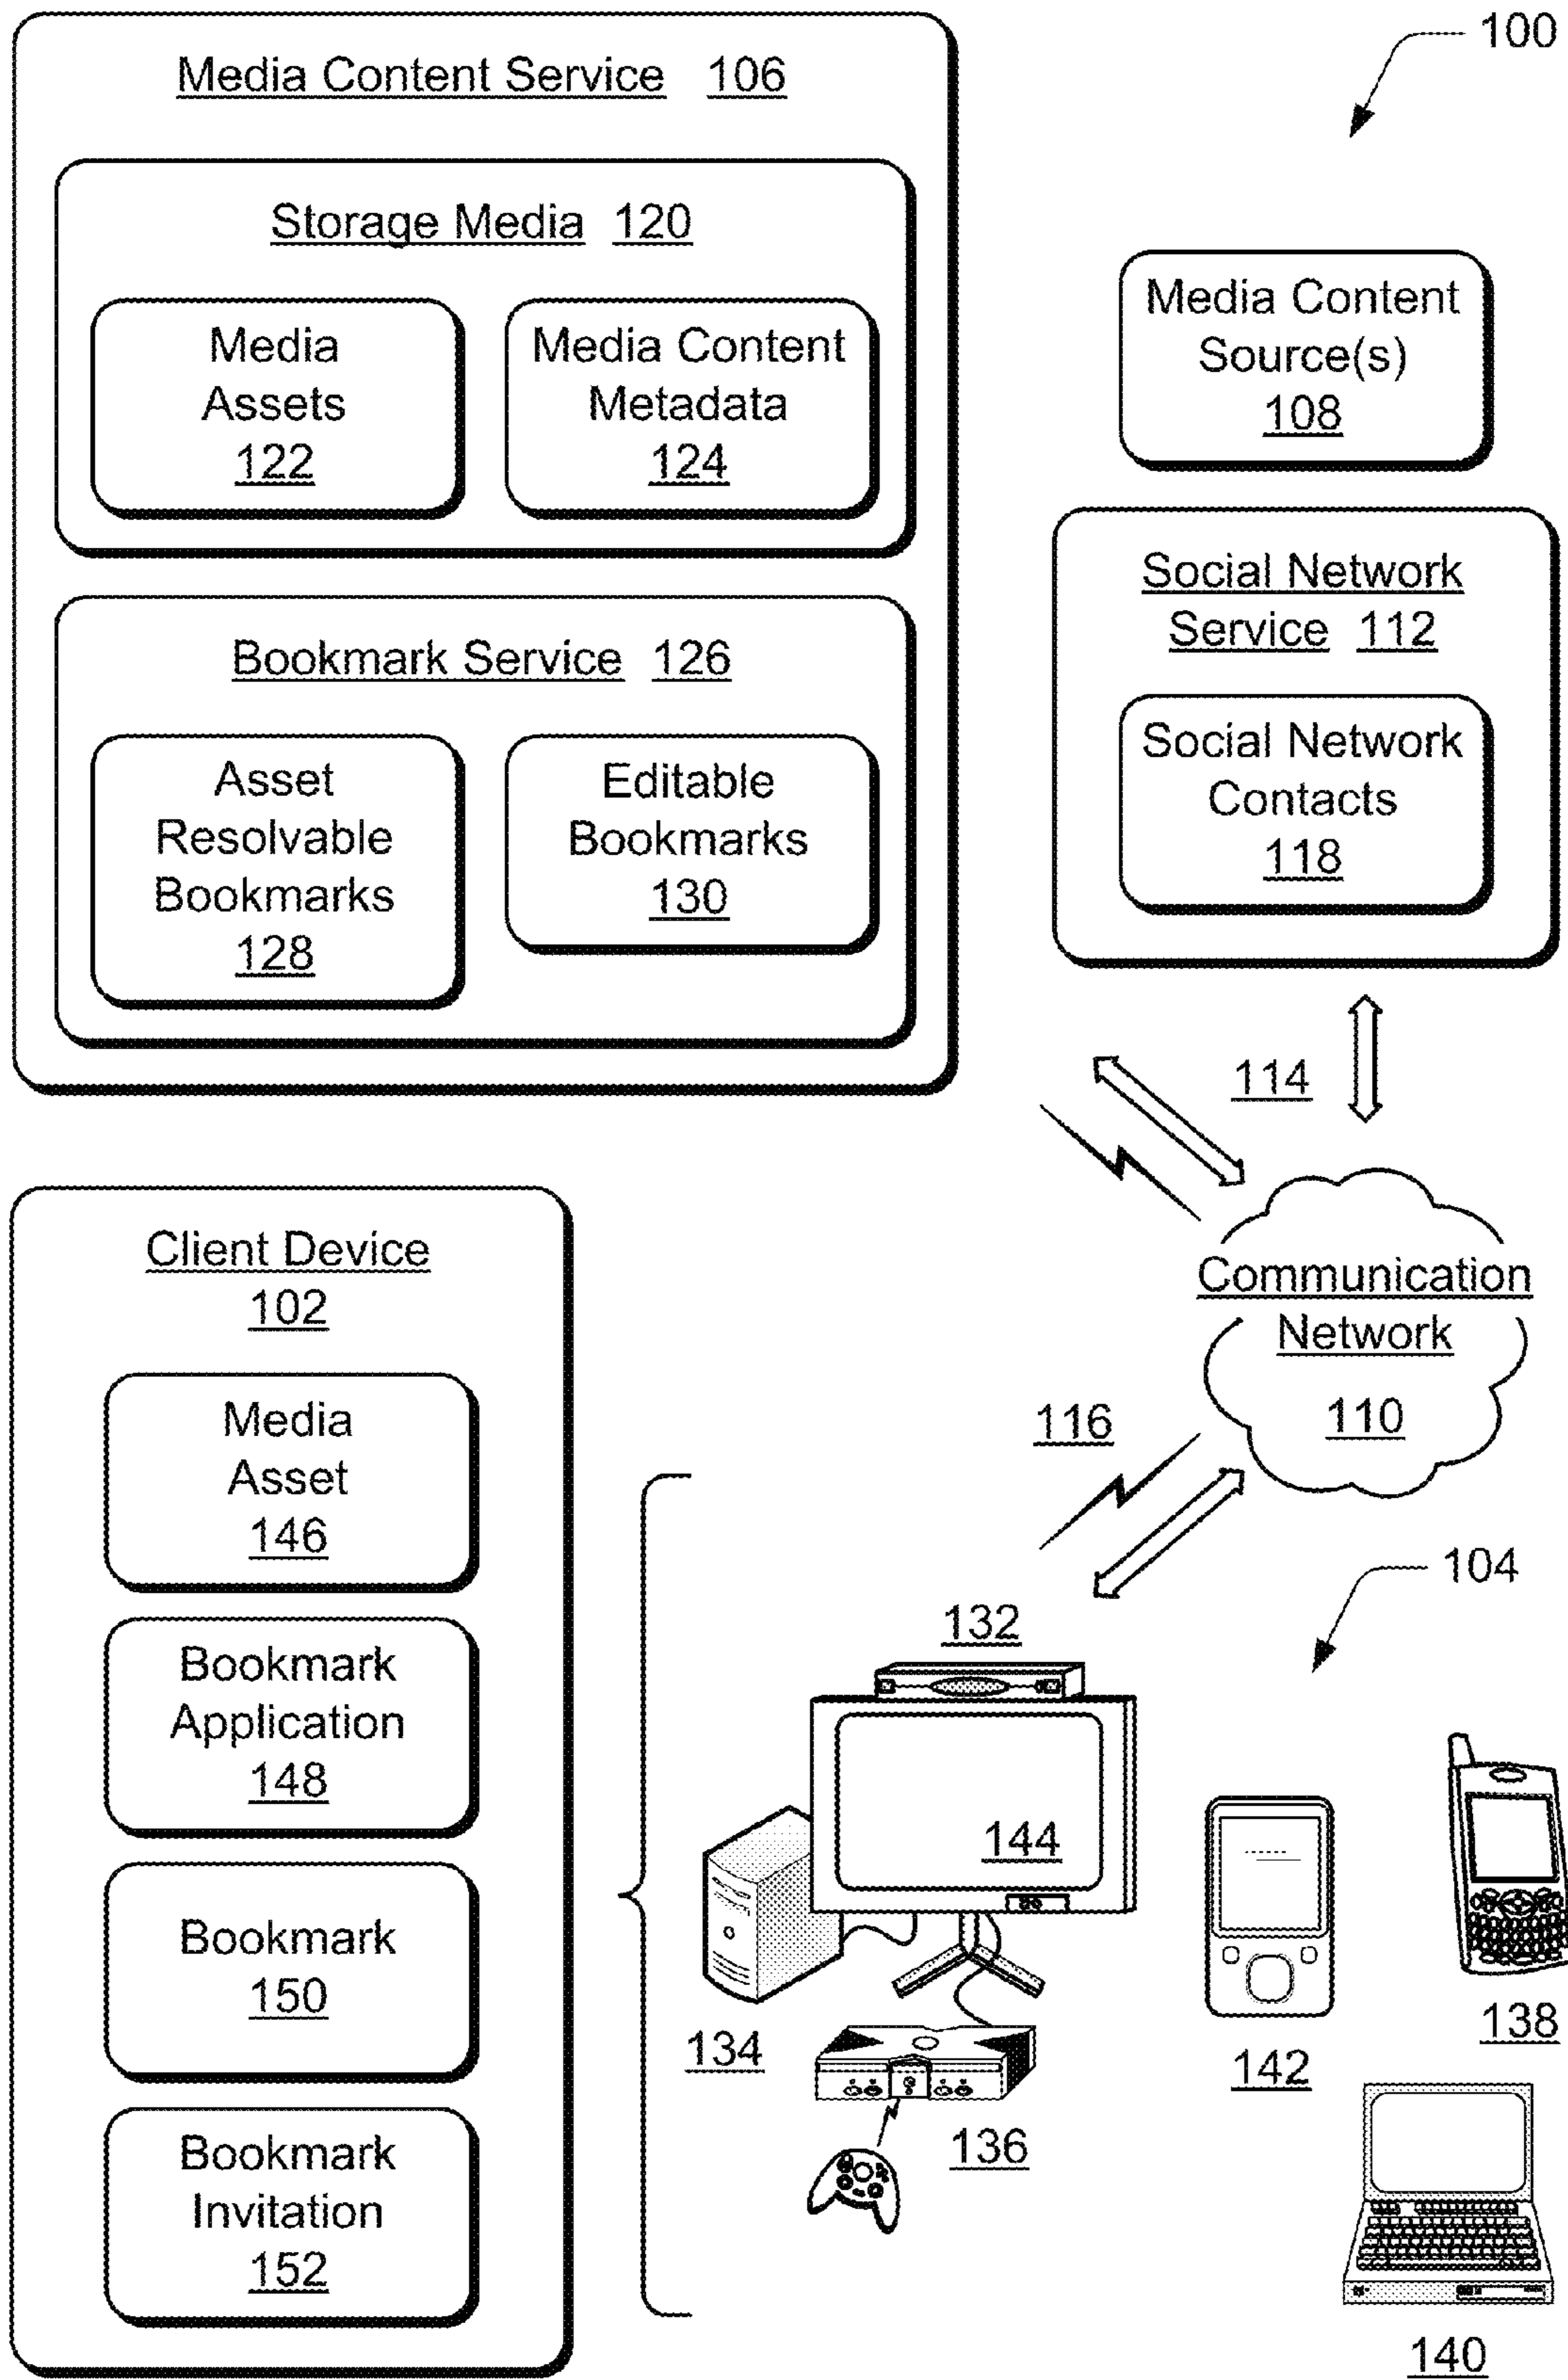 100
Media Content Service 106
Storage Media 120
Media
Assets
122
Media Content
Metadata
124
Bookmark Service 126
Asset
Resolvable
Bookmarks
128
Editable
Bookmarks
130
Media Content
Source(s)
108
Social Network
Service 112
Social Network
Contacts
118
114
Communication
Network
110
116
Client Device
102
Media
Asset
146
Bookmark
Application
148
Bookmark
150
Bookmark
Invitation
152
104
132
144
134
136
142
138
140